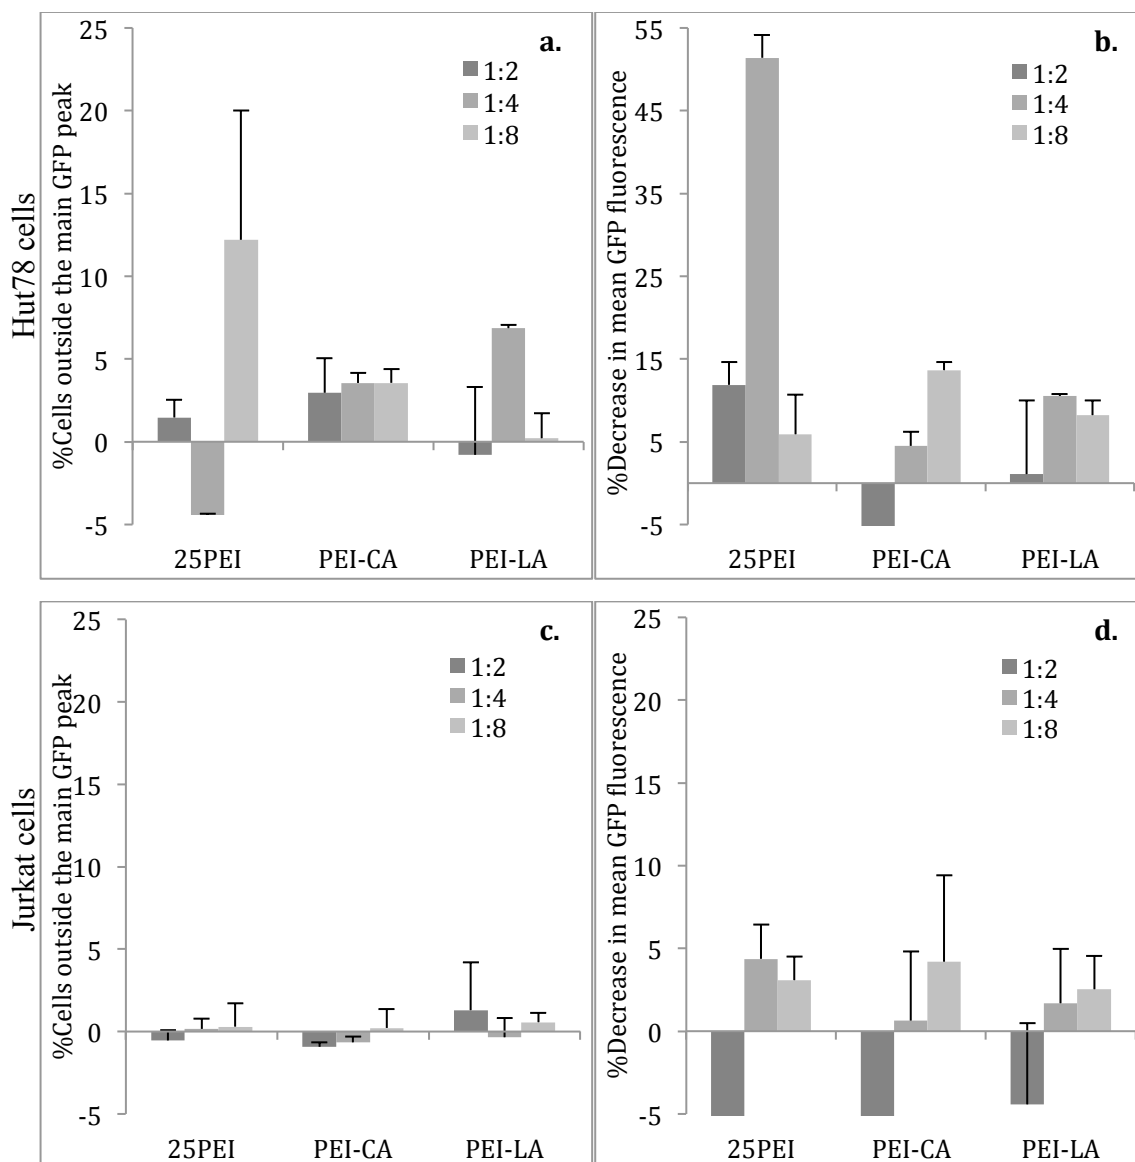 Hut78 cells
%Cells outside the main GFP peak
a.
1:2
1:4
1:8
25
20
15
10
5
0
-5
25PEI PEI-CA PEI-LA
%Decrease in mean GFP fluorescence
b.
1:2
1:4
1:8
55
45
35
25
15
5
-5
25PEI PEI-CA PEI-LA
Jurkat cells
%Cells outside the main GFP peak
c.
1:2
1:4
1:8
25
20
15
10
5
0
-5
25PEI PEI-CA PEI-LA
%Decrease in mean GFP fluorescence
d.
1:2
1:4
1:8
25
20
15
10
5
0
-5
25PEI PEI-CA PEI-LA